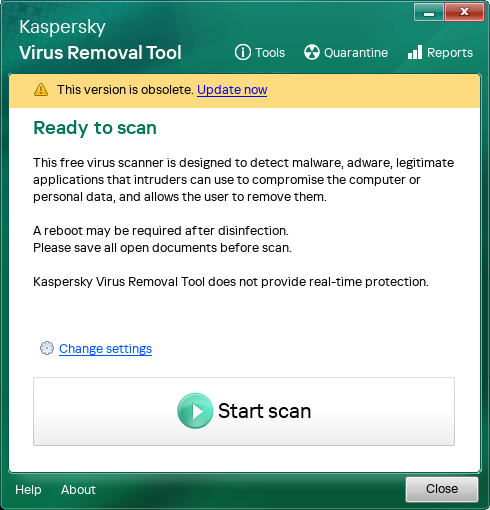 Kaspersky
Virus Removal Tool
Tools
Quarantine
Reports
This version is obsolete. Update now
Ready to scan
This free virus scanner is designed to detect malware, adware, legitimate
applications that intruders can use to compromise the computer or
personal data, and allows the user to remove them.
A reboot may be required after disinfection.
Please save all open documents before scan.
Kaspersky Virus Removal Tool does not provide real-time protection.
Change settings
Start scan
Help
About
Close